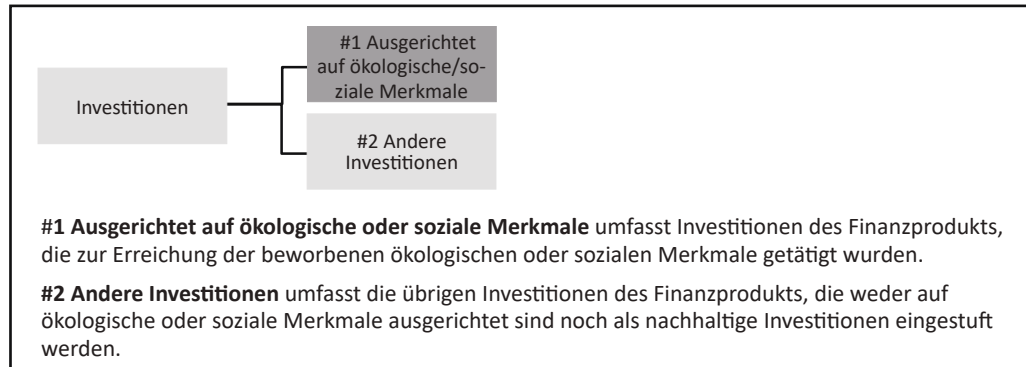 #1 Ausgerichtet
auf ökologische/so-
ziale Merkmale
Investitionen
#2 Andere
Investitionen
#1 Ausgerichtet auf ökologische oder soziale Merkmale umfasst Investitionen des Finanzprodukts,
die zur Erreichung der beworbenen ökologischen oder sozialen Merkmale getätigt wurden.
#2 Andere Investitionen umfasst die übrigen Investitionen des Finanzprodukts, die weder auf
ökologische oder soziale Merkmale ausgerichtet sind noch als nachhaltige Investitionen eingestuft
werden.